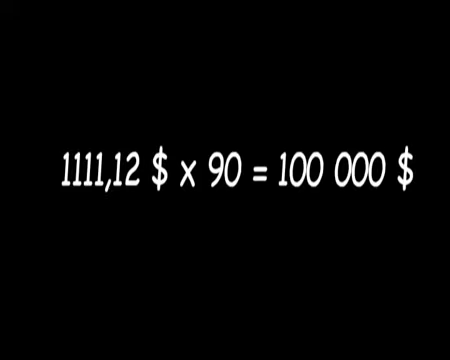 1111,12 $ x 90 = 100 000 $